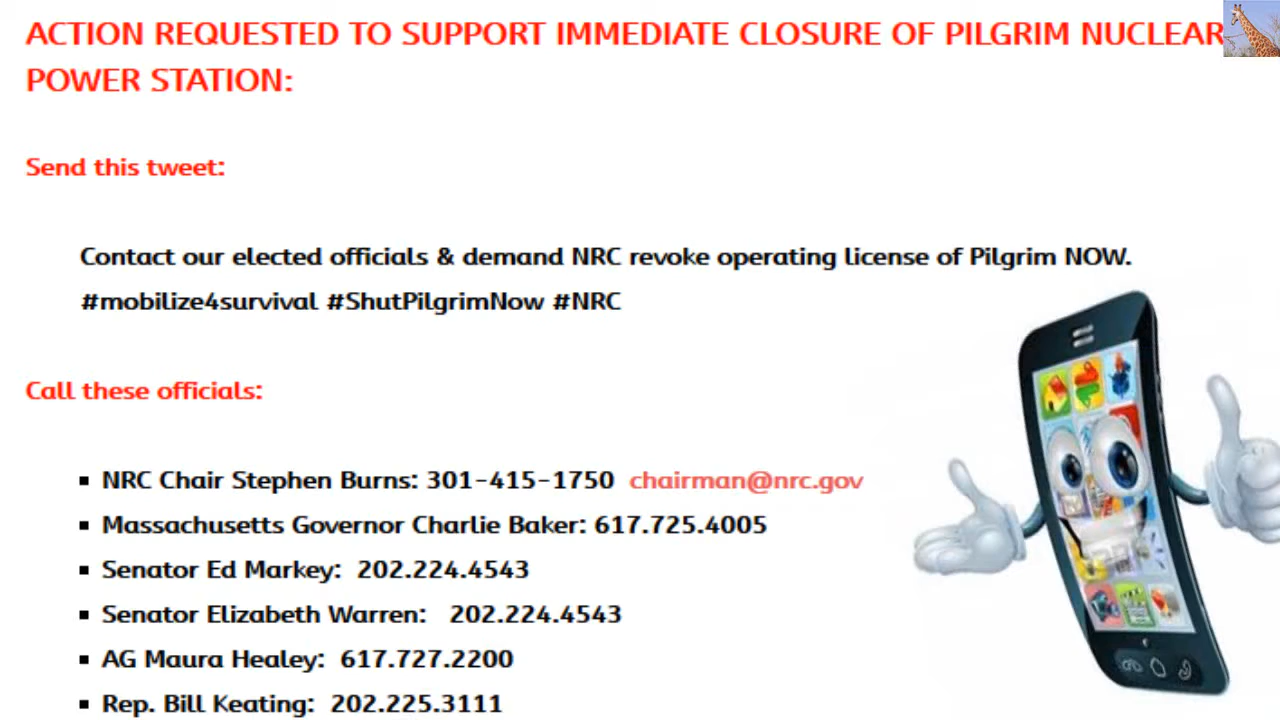 ACTION REQUESTED TO SUPPORT IMMEDIATE CLOSURE OF PILGRIM NUCLEAR
POWER STATION:
Send this tweet:
Contact our elected officials & demand NRC revoke operating license of Pilgrim NOW.
#mobilize4survival #ShutPilgrimNow #NRC
Call these officials:
▪ NRC Chair Stephen Burns: 301-415-1750 chairman@nrc.gov
▪ Massachusetts Governor Charlie Baker: 617.725.4005
▪ Senator Ed Markey: 202.224.4543
▪ Senator Elizabeth Warren: 202.224.4543
▪ AG Maura Healey: 617.727.2200
▪ Rep. Bill Keating: 202.225.3111